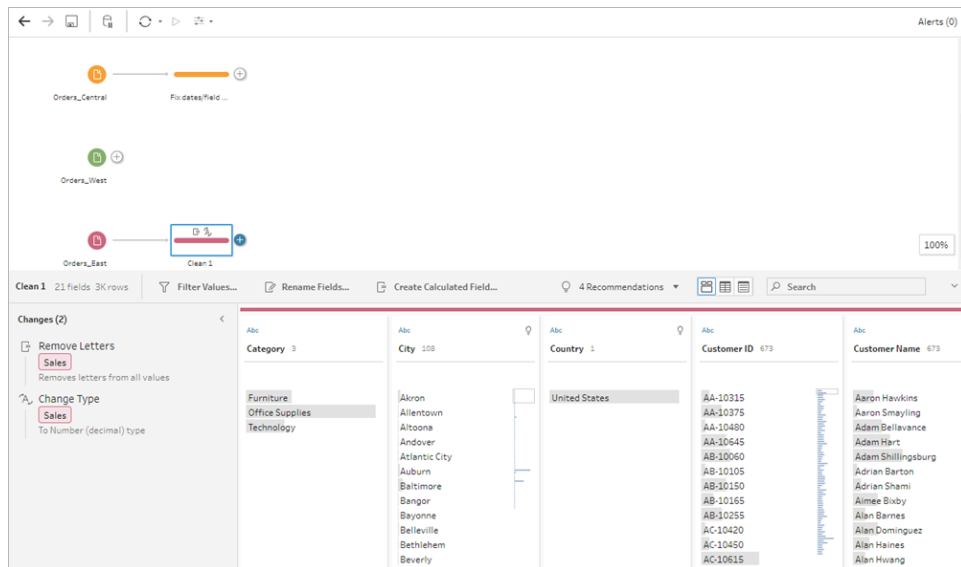 Alerts (0)
Orders_Central
Fix dates/field ...
Orders_West
Orders_East
Clean 1
100%
Clean 1 21 fields 3K rows
Filter Values...
Rename Fields...
Create Calculated Field...
4 Recommendations
Search
Changes (2)
Remove Letters
Sales
Removes letters from all values
Change Type
Sales
To Number (decimal) type
Abc
Category 3
Furniture
Office Supplies
Technology
Abc
City 108
Akron
Allentown
Altoona
Andover
Atlantic City
Auburn
Baltimore
Bangor
Bayonne
Belleville
Bethlehem
Beverly
Abc
Country 1
United States
Abc
Customer ID 673
AA-10315
AA-10375
AA-10480
AA-10645
AB-10060
AB-10105
AB-10150
AB-10165
AB-10255
AC-10420
AC-10450
AC-10615
Abc
Customer Name 673
Aaron Hawkins
Aaron Smayling
Adam Bellavance
Adam Hart
Adam Shillingsburg
Adrian Barton
Adrian Shami
Aimee Bixby
Alan Barnes
Alan Dominguez
Alan Haines
Alan Hwang